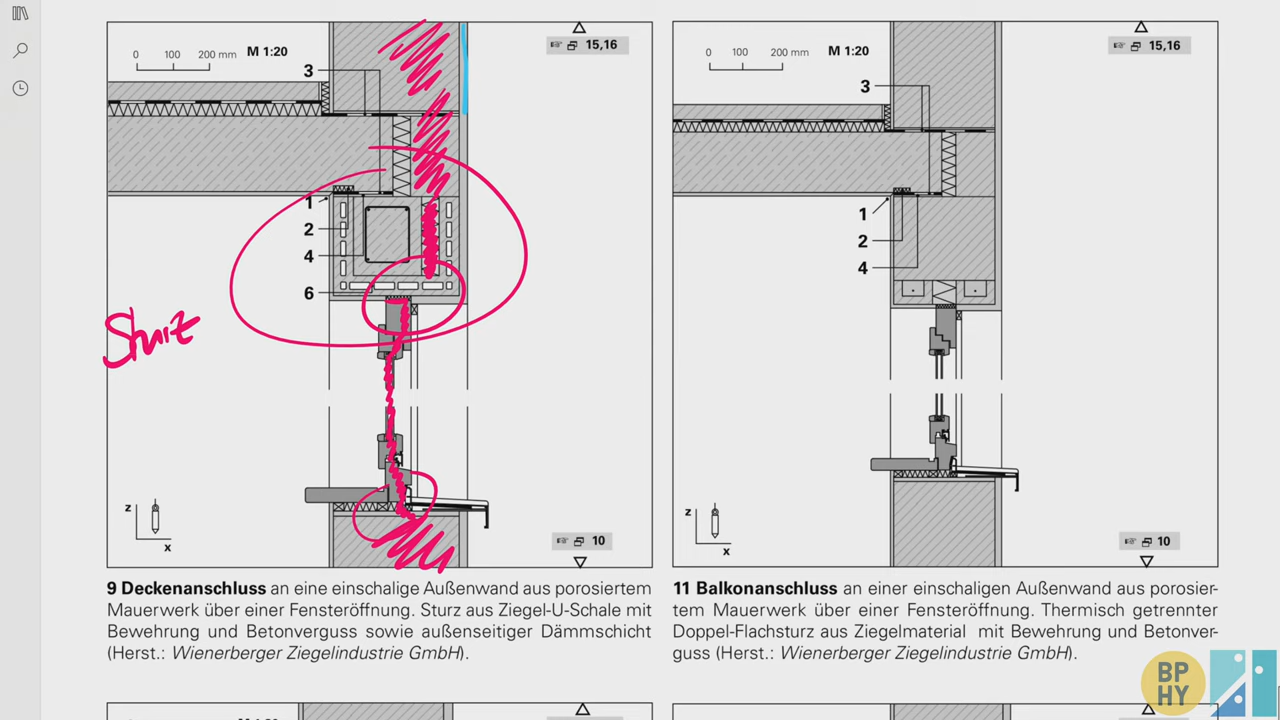 0 100 200 mm M 1:20
15,16
3
1
2
4
6
Sturz
z
x
10
9 Deckenanschluss an eine einschalige Außenwand aus porosiertem
Mauerwerk über einer Fensteröffnung. Sturz aus Ziegel-U-Schale mit
Bewehrung und Betonverguss sowie außenseitiger Dämmschicht
(Herst.: Wienerberger Ziegelindustrie GmbH).
0 100 200 mm M 1:20
15,16
3
1
2
4
z
x
10
11 Balkonanschluss an einer einschaligen Außenwand aus porosier-
tem Mauerwerk über einer Fensteröffnung. Thermisch getrennter
Doppel-Flachsturz aus Ziegelmaterial mit Bewehrung und Betonver-
guss (Herst.: Wienerberger Ziegelindustrie GmbH).
BP
HY